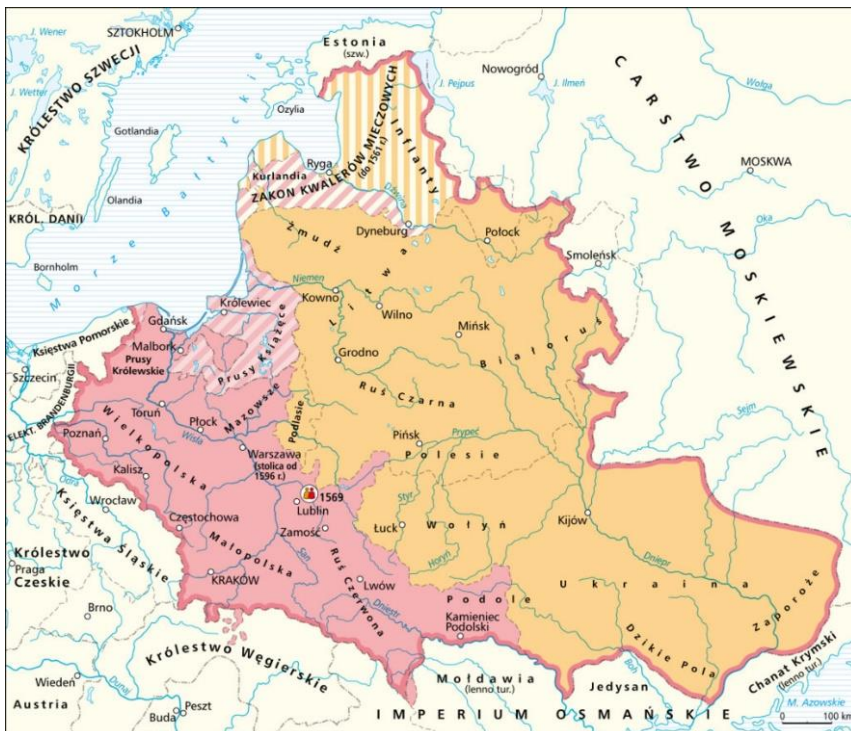 SZTOKHOLM
J. Wener
J. Wetter
KRÓLESTWO SZWECJI
Gotlandia
Olandia
KRÓL. DANII
Bornholm
Morze Bałtyckie
Ozylia
Estonia
(szw.)
J. Pejpus
Nowogród
J. Ilmeń
Wołga
CARSTWO MOSKIEWSKIE
MOSKWA
Oka
Smoleńsk
Sejm
Ryga
Kurlandia
ZAKON KAWALERÓW MIECZOWYCH
(do 1561 r.)
Inflanty
Dźwina
Dyneburg
Połock
Żmudź
Litwa
Niemen
Kowno
Wilno
Mińsk
Białoruś
Grodno
Ruś Czarna
Królewiec
Gdańsk
Malbork
Prusy
Królewskie
Prusy Książęce
Księstwa Pomorskie
Szczecin
ELEKT. BRANDENBURGII
Toruń
Płock
Mazowsze
Podlasie
Wisła
Poznań
Wielkopolska
Warszawa
(stolica od
1596 r.)
Kalisz
Odra
Pińsk
Prypeć
Polesie
1569
Lublin
Wrocław
Księstwa Śląskie
Częstochowa
Zamość
Styr
Łuck
Wołyń
Horyń
Kijów
Małopolska
San
Ruś Czerwona
KRAKÓW
Lwów
Dniestr
Królestwo
Czeskie
Praga
Brno
Podole
Kamieniec
Podolski
Ukraina
Dniepr
Zaporoże
Dzikie Pola
Boh
Królestwo Węgierskie
Wiedeń
Dunaj
Austria
Buda
Peszt
Mołdawia
(lenno tur.)
Jedysan
Chanat Krymski
(lenno tur.)
M. Azowskie
IMPERIUM OSMAŃSKIE
0 100 km